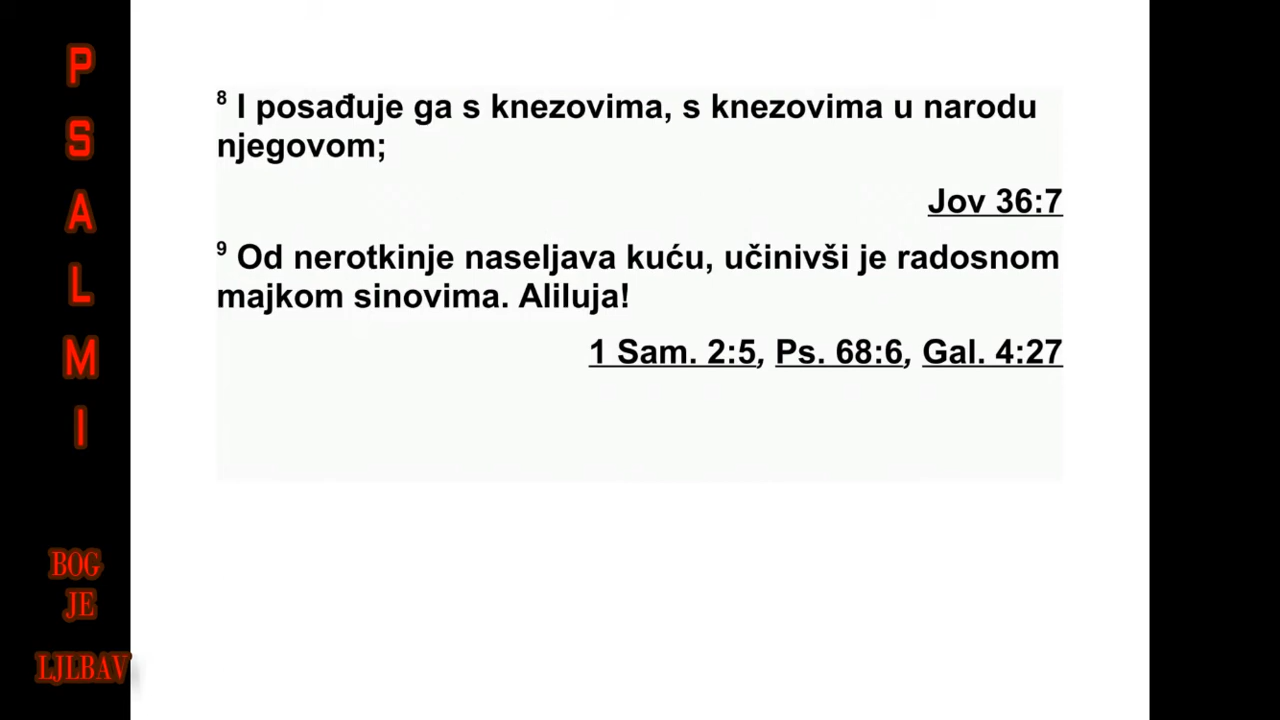 PSALMI
BOG
JE
LJLBAV
8 I posađuje ga s knezovima, s knezovima u narodu
njegovom;
Jov 36:7
9 Od nerotkinje naseljava kuću, učinivši je radosnom
majkom sinovima. Aliluja!
1 Sam. 2:5, Ps. 68:6, Gal. 4:27